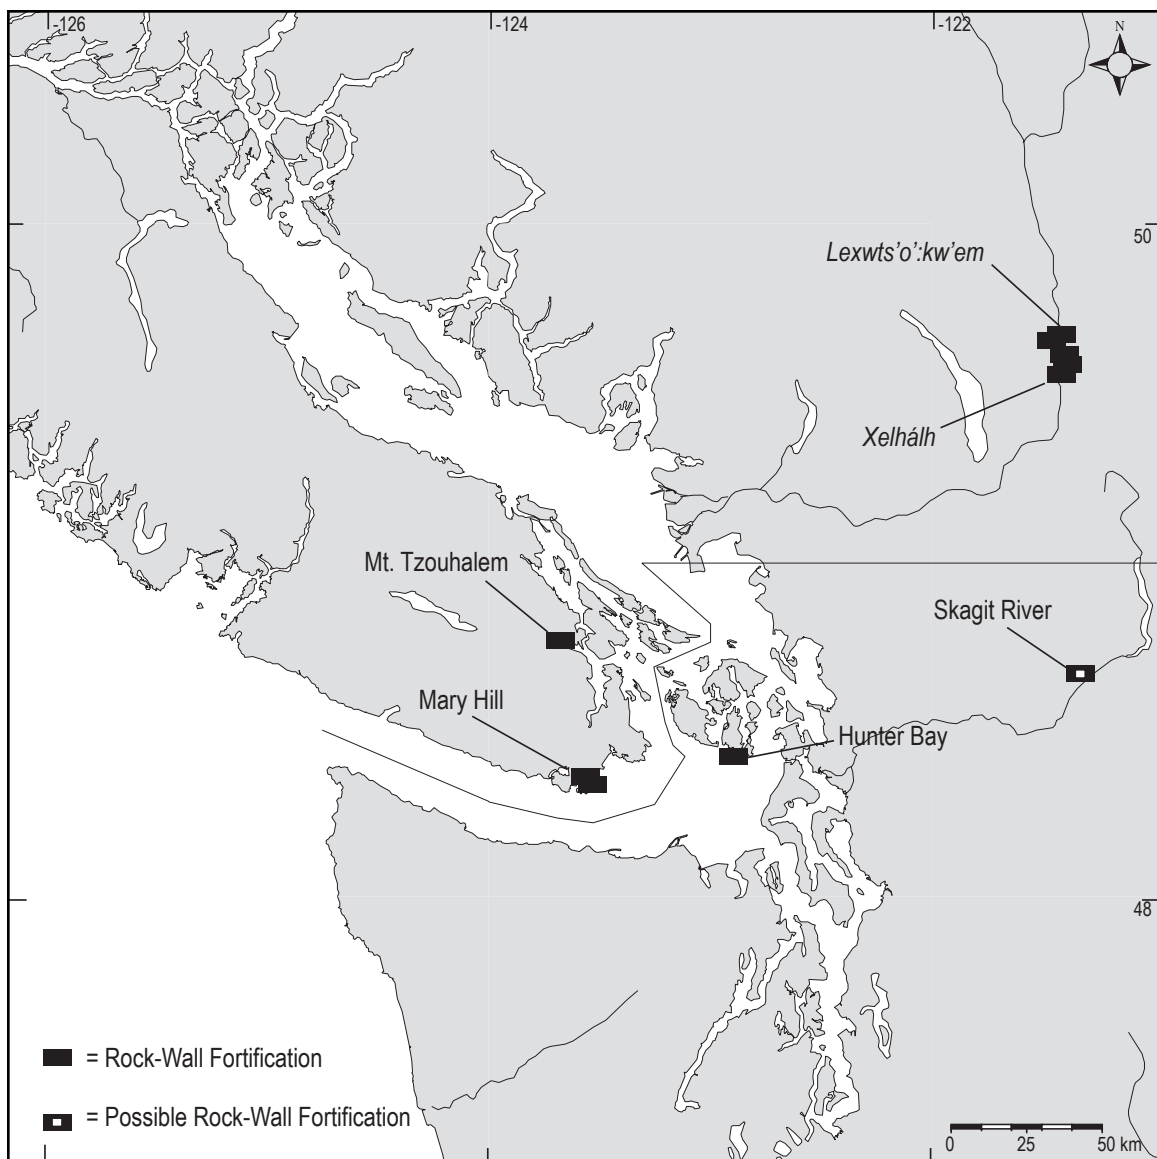 -126
-124
-122
N
50
Lexwts'o':kw'em
Xelhálh
Mt. Tzouhalem
Skagit River
Mary Hill
Hunter Bay
48
= Rock-Wall Fortification
= Possible Rock-Wall Fortification
0 25 50 km